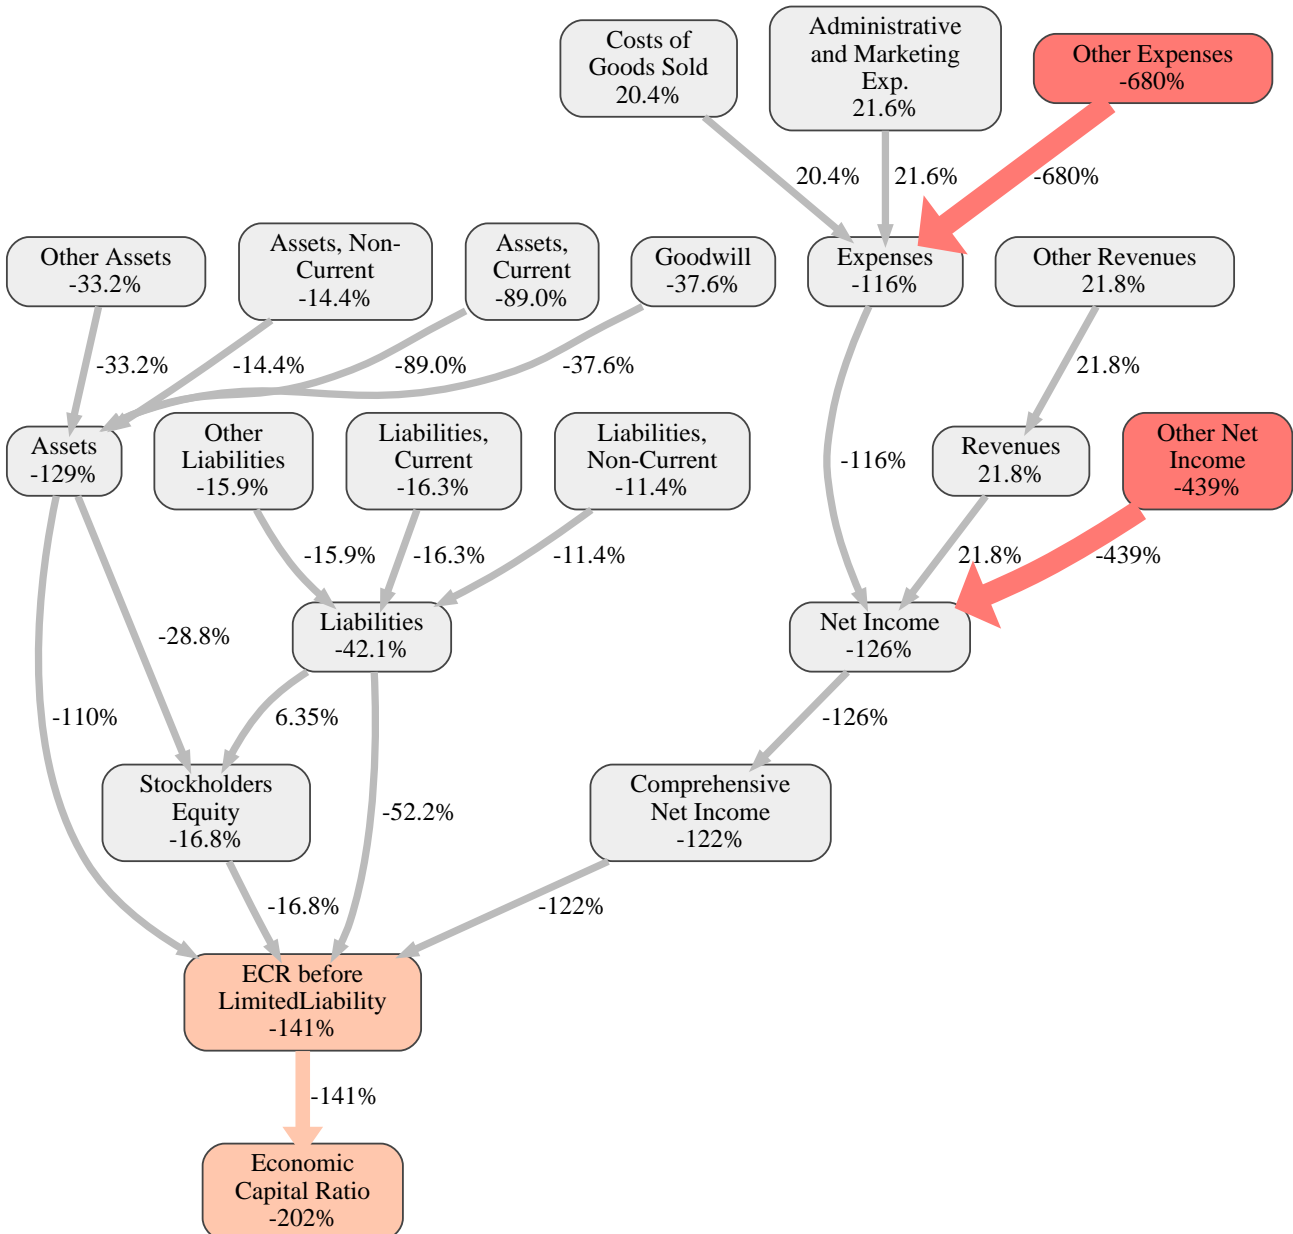 Costs of
Goods Sold
20.4%
Administrative
and Marketing
Exp.
21.6%
Other Expenses
-680%
20.4%
21.6%
-680%
Other Assets
-33.2%
Assets, Non-
Current
-14.4%
Assets,
Current
-89.0%
Goodwill
-37.6%
Expenses
-116%
Other Revenues
21.8%
-33.2%
-14.4%
-89.0%
-37.6%
21.8%
Assets
-129%
Other
Liabilities
-15.9%
Liabilities,
Current
-16.3%
Liabilities,
Non-Current
-11.4%
-116%
Revenues
21.8%
Other Net
Income
-439%
-15.9%
-16.3%
-11.4%
21.8%
-439%
-28.8%
Liabilities
-42.1%
Net Income
-126%
-110%
6.35%
-126%
Stockholders
Equity
-16.8%
-52.2%
Comprehensive
Net Income
-122%
-16.8%
-122%
ECR before
LimitedLiability
-141%
-141%
Economic
Capital Ratio
-202%